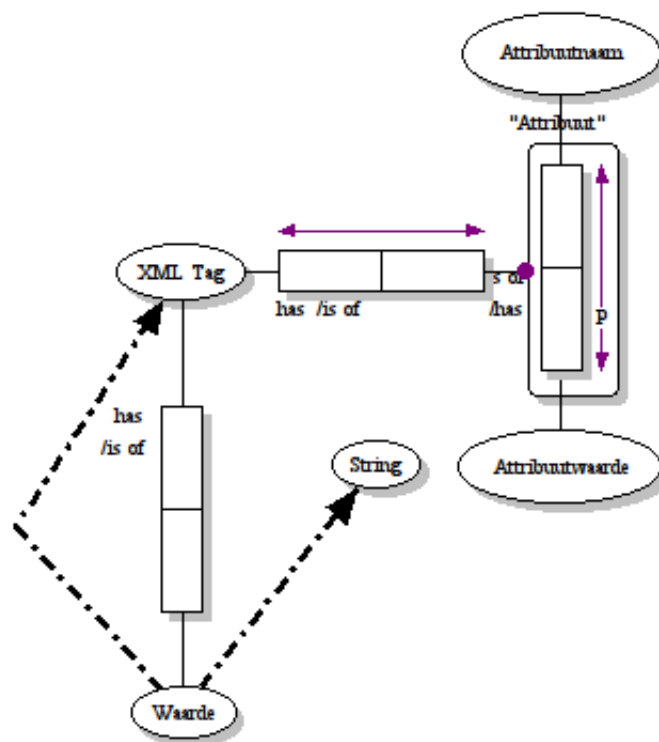 Attribuutnaam
"Attribuut"
XML Tag
has /is of
s of
/has
P
has
/is of
String
Attribuutwaarde
Waarde